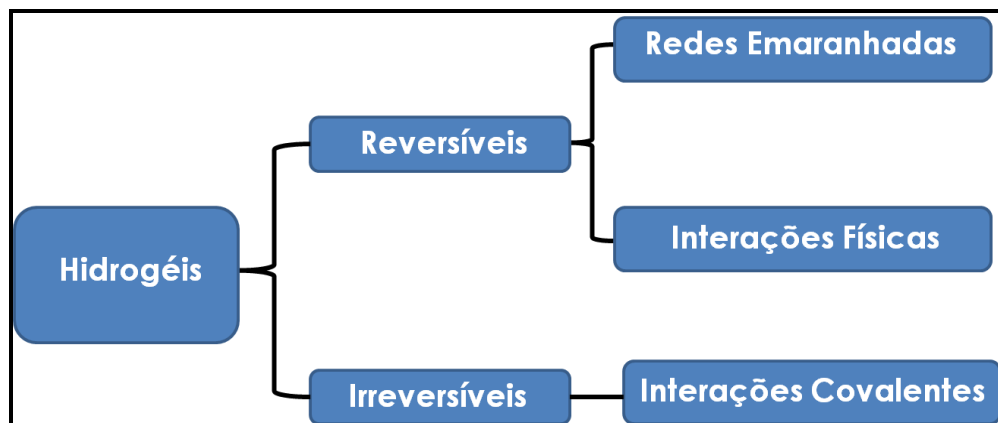 Redes Emaranhadas
Reversíveis
Interações Físicas
Hidrogéis
Irreversíveis
Interações Covalentes